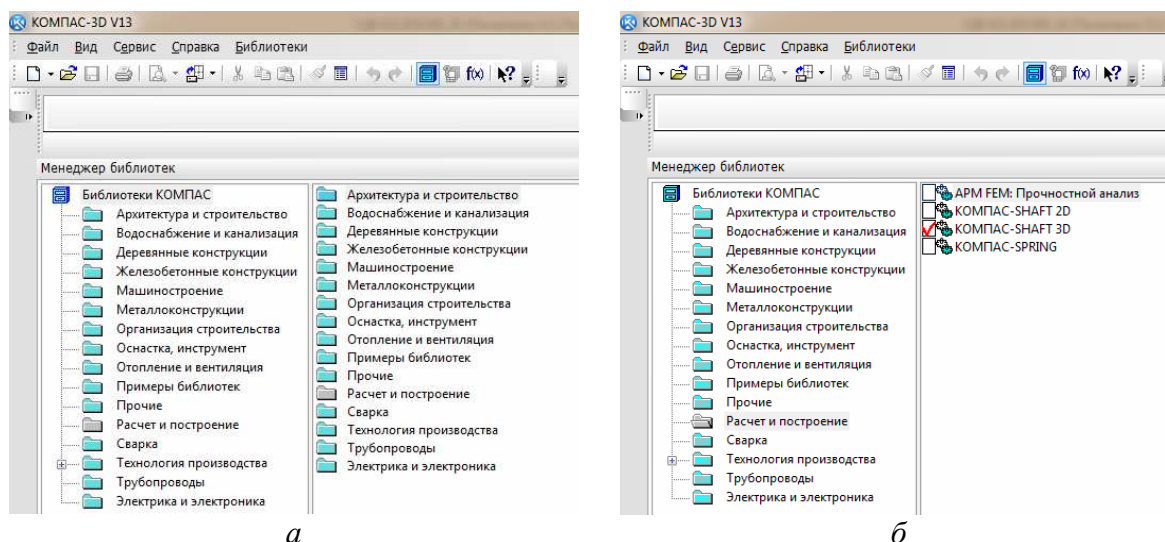 КОМПАС-3D V13
Файл Вид Сервис Справка Библиотеки
f(x)
Менеджер библиотек
Библиотеки КОМПАС
Архитектура и строительство
Водоснабжение и канализация
Деревянные конструкции
Железобетонные конструкции
Машиностроение
Металлоконструкции
Организация строительства
Оснастка, инструмент
Отопление и вентиляция
Примеры библиотек
Прочие
Расчет и построение
Сварка
Технология производства
Трубопроводы
Электрика и электроника
Архитектура и строительство
Водоснабжение и канализация
Деревянные конструкции
Железобетонные конструкции
Машиностроение
Металлоконструкции
Организация строительства
Оснастка, инструмент
Отопление и вентиляция
Примеры библиотек
Прочие
Расчет и построение
Сварка
Технология производства
Трубопроводы
Электрика и электроника
а
КОМПАС-3D V13
Файл Вид Сервис Справка Библиотеки
f(x)
Менеджер библиотек
Библиотеки КОМПАС
Архитектура и строительство
Водоснабжение и канализация
Деревянные конструкции
Железобетонные конструкции
Машиностроение
Металлоконструкции
Организация строительства
Оснастка, инструмент
Отопление и вентиляция
Примеры библиотек
Прочие
Расчет и построение
Сварка
Технология производства
Трубопроводы
Электрика и электроника
APM FEM: Прочностной анализ
КОМПАС-SHAFT 2D
КОМПАС-SHAFT 3D
КОМПАС-SPRING
б